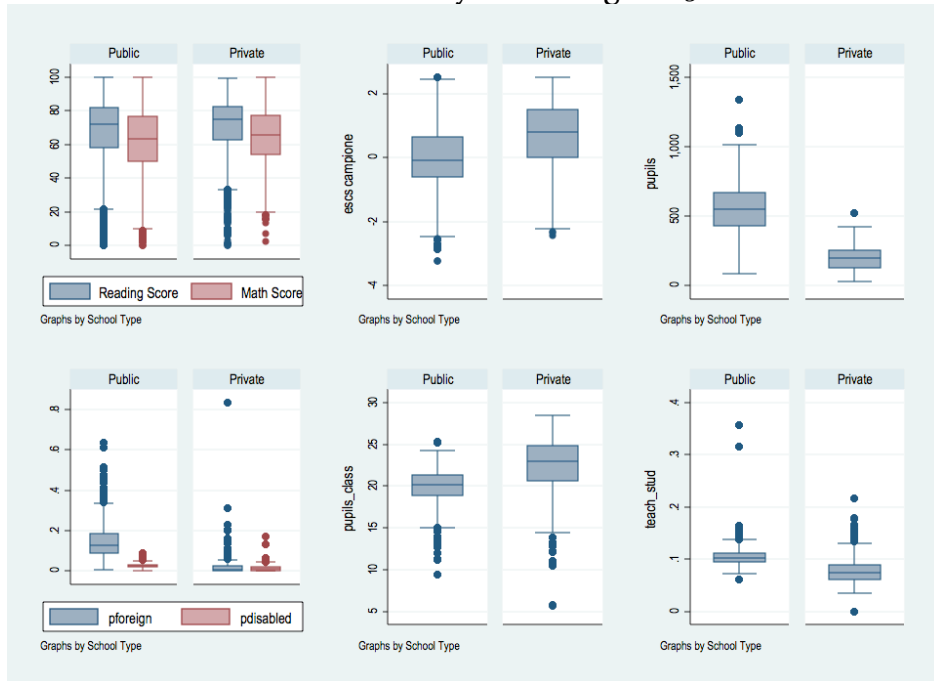 Public Private
0 20 40 60 80 100
Reading Score Math Score
Graphs by School Type
Public Private
escs campione
-4 -2 0 2
Graphs by School Type
Public Private
pupils
0 500 1,000 1,500
Graphs by School Type
Public Private
0 .2 .4 .6 .8
pforeign pdisabled
Graphs by School Type
Public Private
pupils_class
5 10 15 20 25 30
Graphs by School Type
Public Private
teach_stud
0 .1 .2 .3 .4
Graphs by School Type